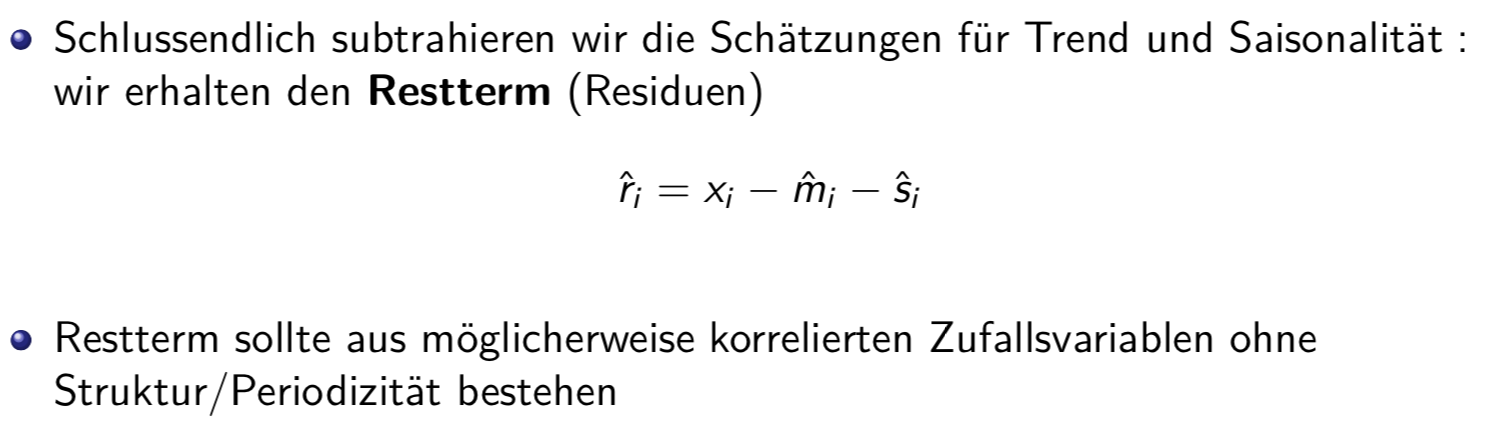 Schlussendlich subtrahieren wir die Schätzungen für Trend und Saisonalität :
wir erhalten den Restterm (Residuen)
r̂ᵢ = xᵢ − m̂ᵢ − ŝᵢ
Restterm sollte aus möglicherweise korrelierten Zufallsvariablen ohne
Struktur/Periodizität bestehen